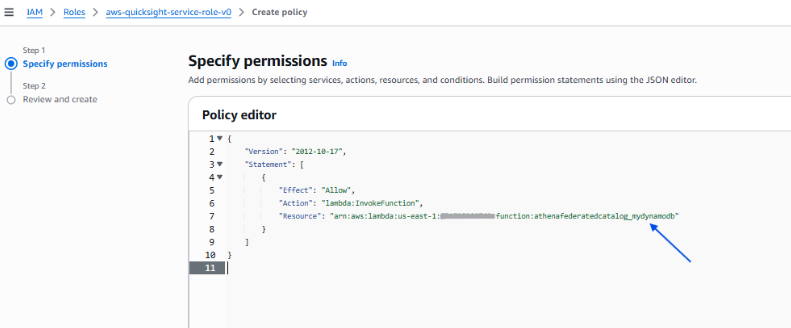 IAM > Roles > aws-quicksight-service-role-v0 > Create policy
Step 1
Specify permissions
Step 2
Review and create
Specify permissions Info
Add permissions by selecting services, actions, resources, and conditions. Build permission statements using the JSON editor.
Policy editor
1 {
2 "Version": "2012-10-17",
3 "Statement": [
4 {
5 "Effect": "Allow",
6 "Action": "lambda:InvokeFunction",
7 "Resource": "arn:aws:lambda:us-east-1: function:athenafederatedcatalog_mydynamodb"
8 }
9 ]
10 }
11